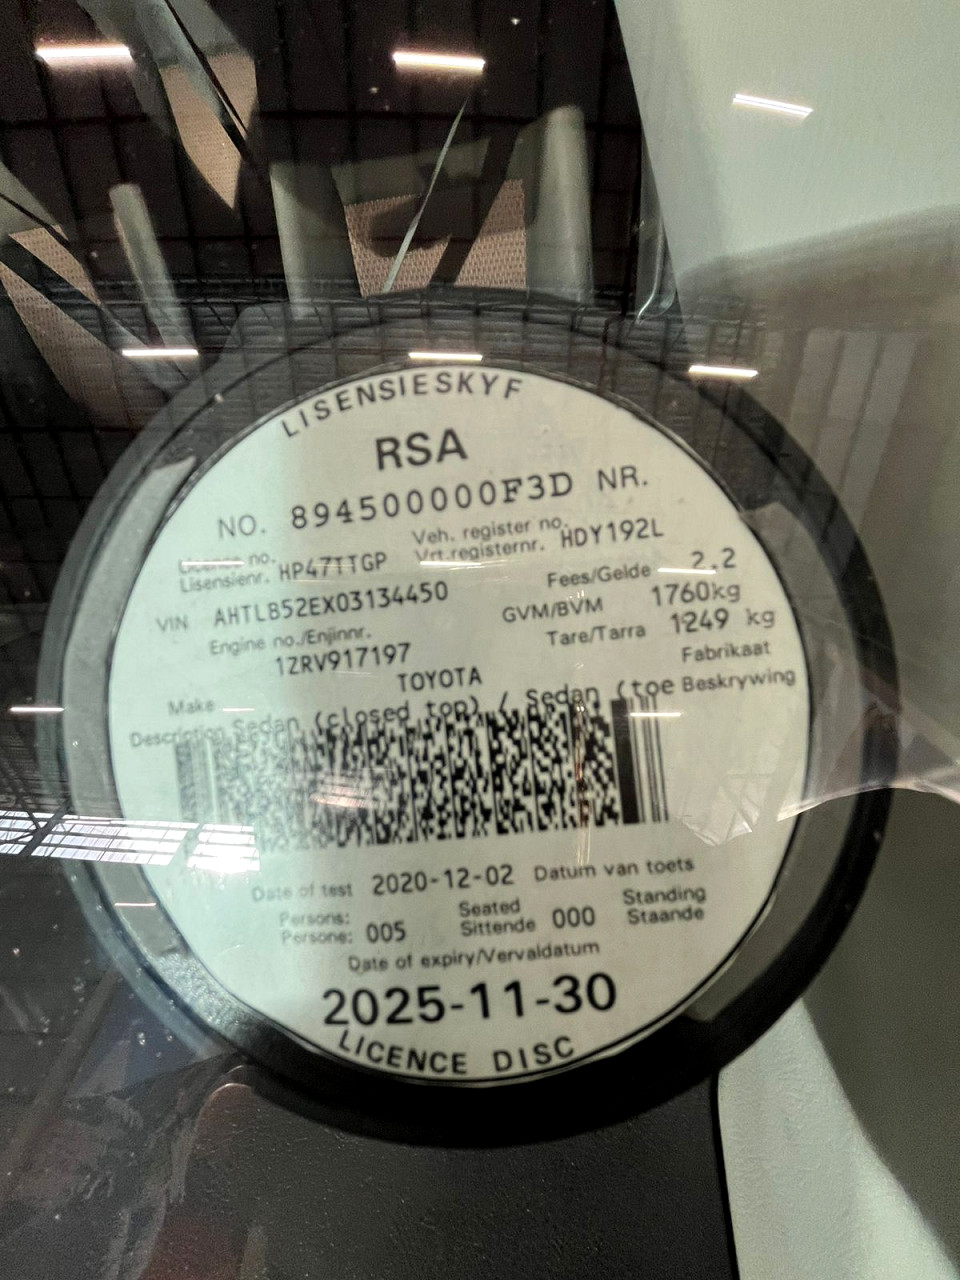 LISENSIESKYF
RSA
NO. 894500000F3D NR.
Licence no. Lisensienr. HP47TTGP Veh. register no. Vrt.registernr. HDY192L
VIN AHTLB52EX03134450 Fees/Gelde 2,2
Engine no./Enjinnr. 1ZRV917197 GVM/BVM 1760kg
Tare/Tarra 1249 kg
Make TOYOTA Fabrikaat
Description Sedan (closed top) / Sedan (toe Beskrywing
Date of test 2020-12-02 Datum van toets
Persons: Persone: 005 Seated Sittende 000 Standing Staande
Date of expiry/Vervaldatum
2025-11-30
LICENCE DISC